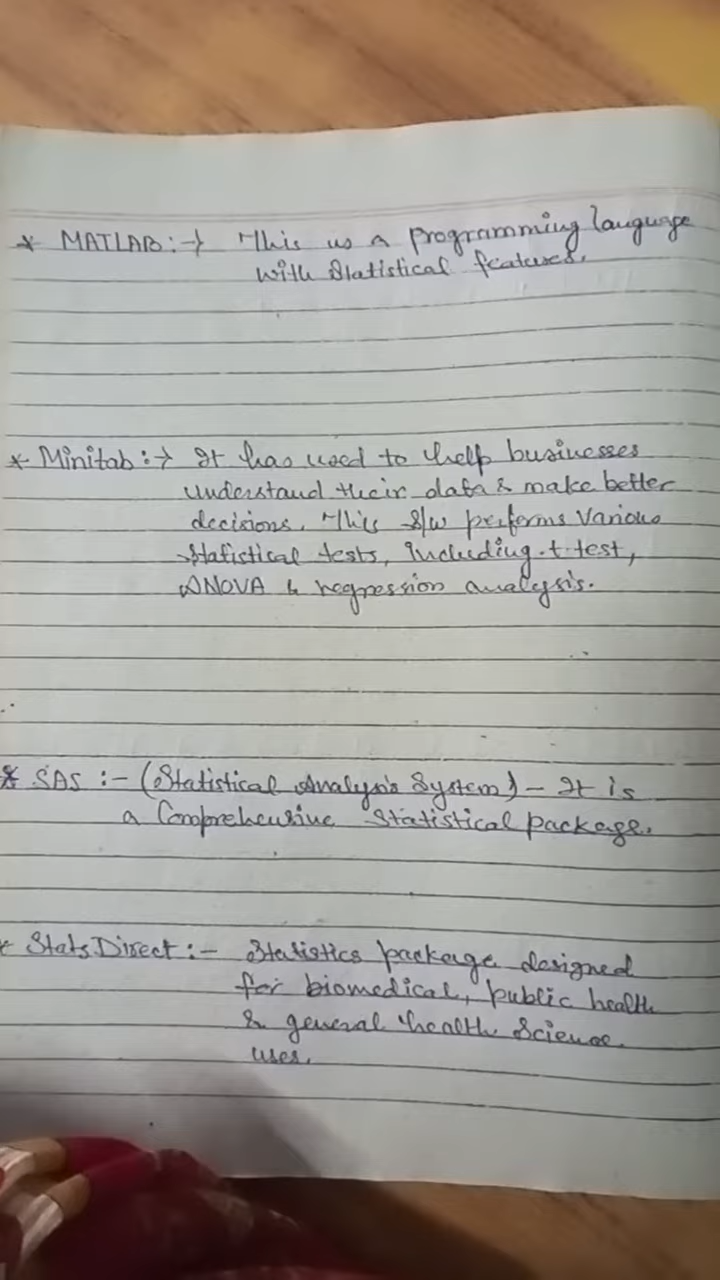 * MATLAB :-> This is a programming language
with Statistical features.
* Minitab :-> It has used to help businesses
understand their data & make better
decisions. This S/w performs Various
Statistical tests, Including t-test,
ANOVA & regression analysis.
* SAS :- (Statistical Analysis System) - It is
a Comprehensive Statistical package.
* Stats Direct :- Statistics package designed
for biomedical, public health
& general health Science
uses.